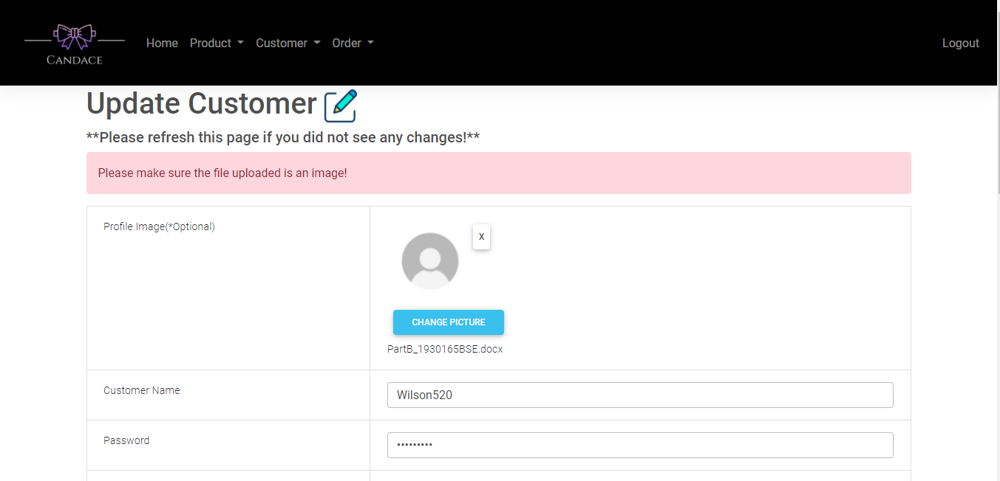 CANDACE
Home Product Customer Order Logout
Update Customer
**Please refresh this page if you did not see any changes!**
Please make sure the file uploaded is an image!
Profile Image(*Optional)
X
CHANGE PICTURE
PartB_1930165BSE.docx
Customer Name
Wilson520
Password
•••••••••